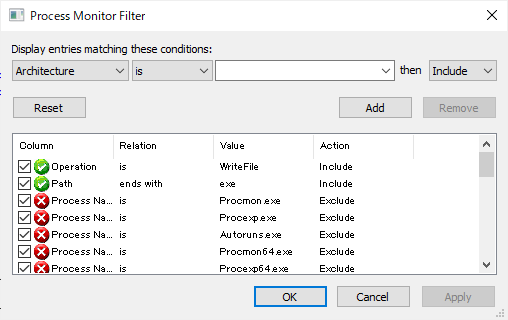 Process Monitor Filter
Display entries matching these conditions:
Architecture is then Include
Reset Add Remove
Column Relation Value Action
Operation is WriteFile Include
Path ends with exe Include
Process Na... is Procmon.exe Exclude
Process Na... is Procexp.exe Exclude
Process Na... is Autoruns.exe Exclude
Process Na... is Procmon64.exe Exclude
Process Na... is Procexp64.exe Exclude
OK Cancel Apply